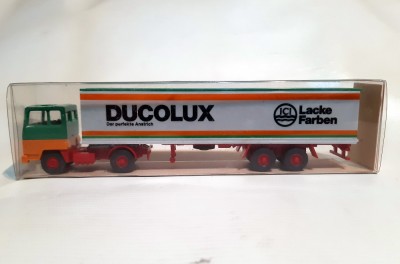 DUCOLUX
Der perfekte Anstrich
ICI
Lacke
Farben